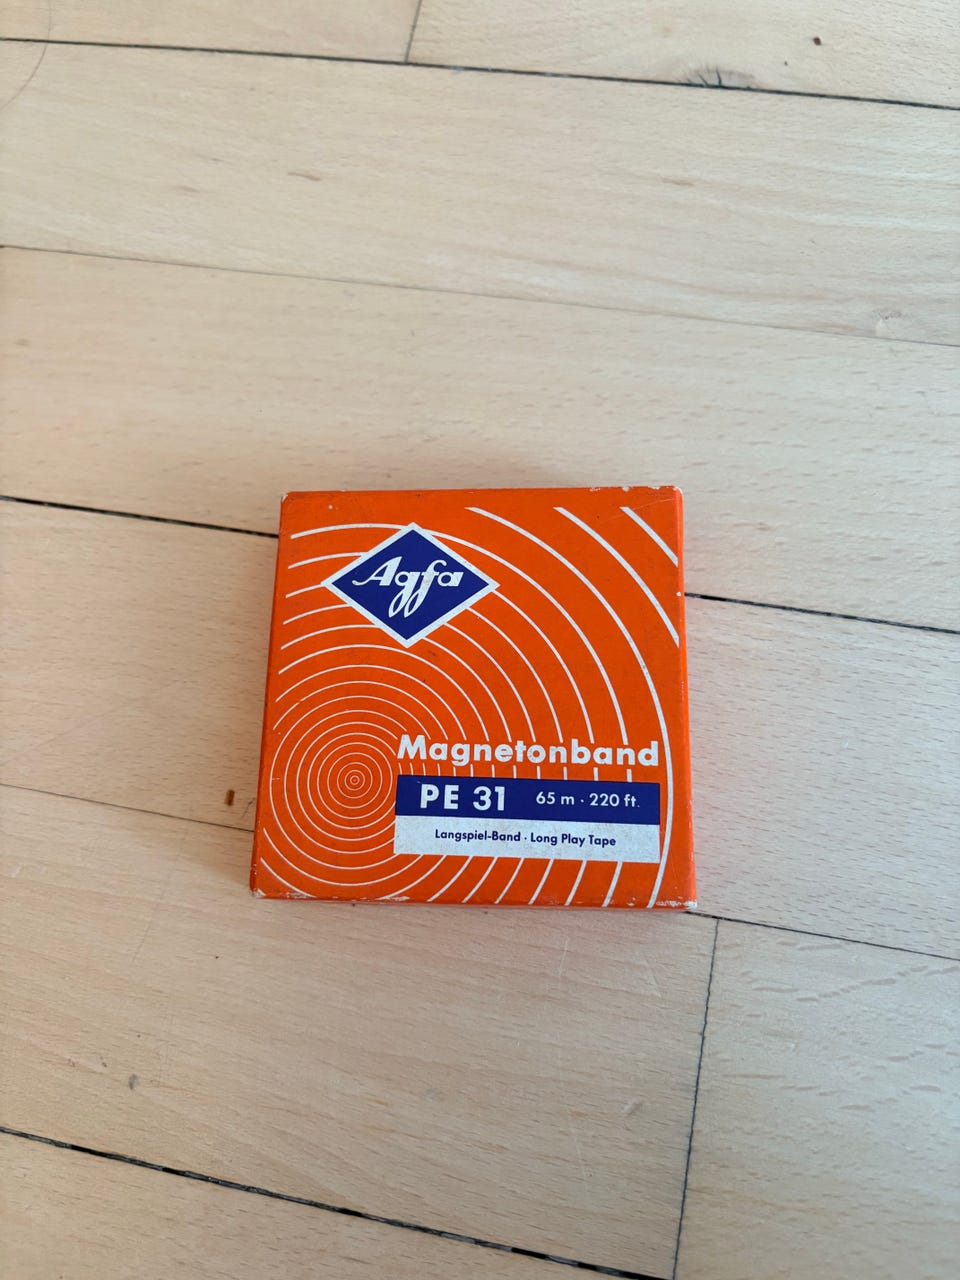 Agfa
Magnetonband
PE 31 65 m · 220 ft.
Langspiel-Band · Long Play Tape